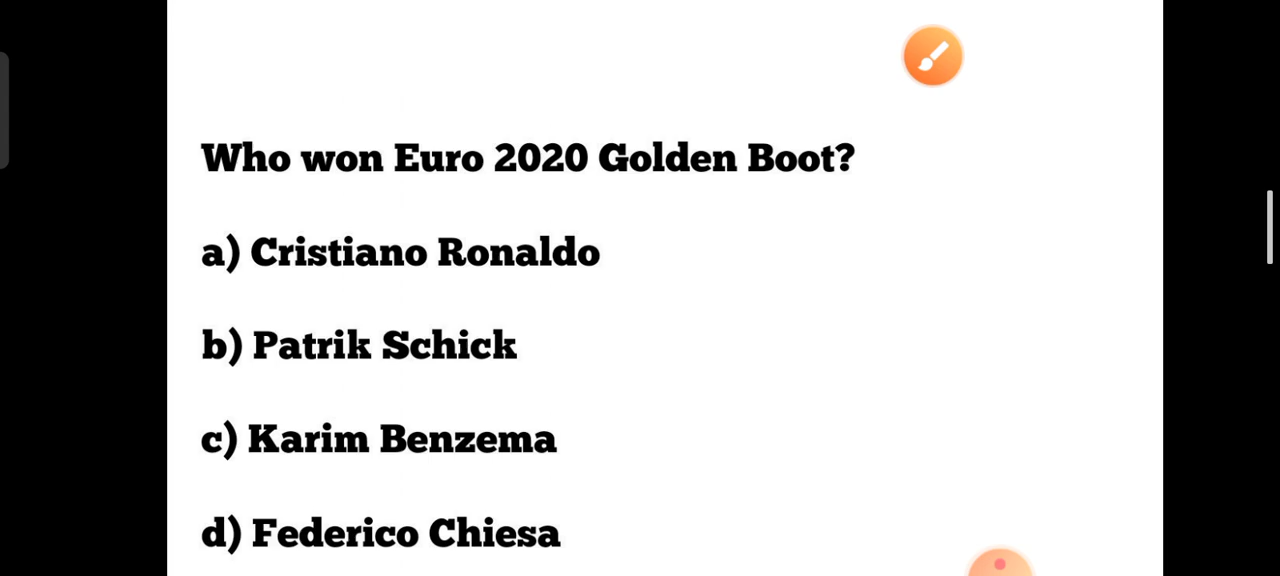 Who won Euro 2020 Golden Boot?
a) Cristiano Ronaldo
b) Patrik Schick
c) Karim Benzema
d) Federico Chiesa